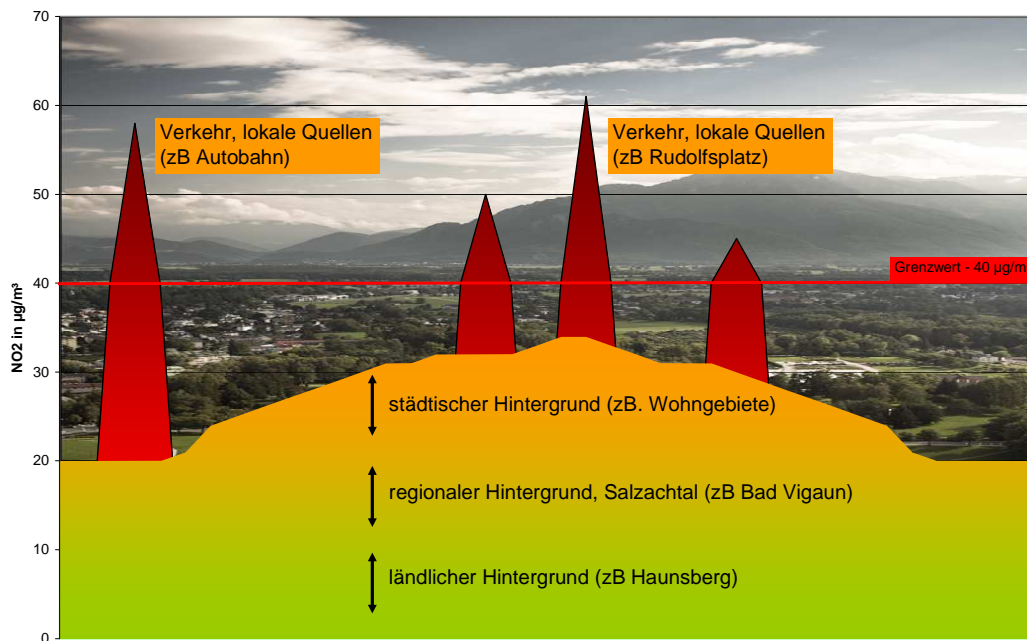 70
60
50
40
30
20
10
0
NO2 in µg/m³
Verkehr, lokale Quellen
(zB Autobahn)
Verkehr, lokale Quellen
(zB Rudolfsplatz)
Grenzwert - 40 µg/m
städtischer Hintergrund (zB. Wohngebiete)
regionaler Hintergrund, Salzachtal (zB Bad Vigaun)
ländlicher Hintergrund (zB Haunsberg)